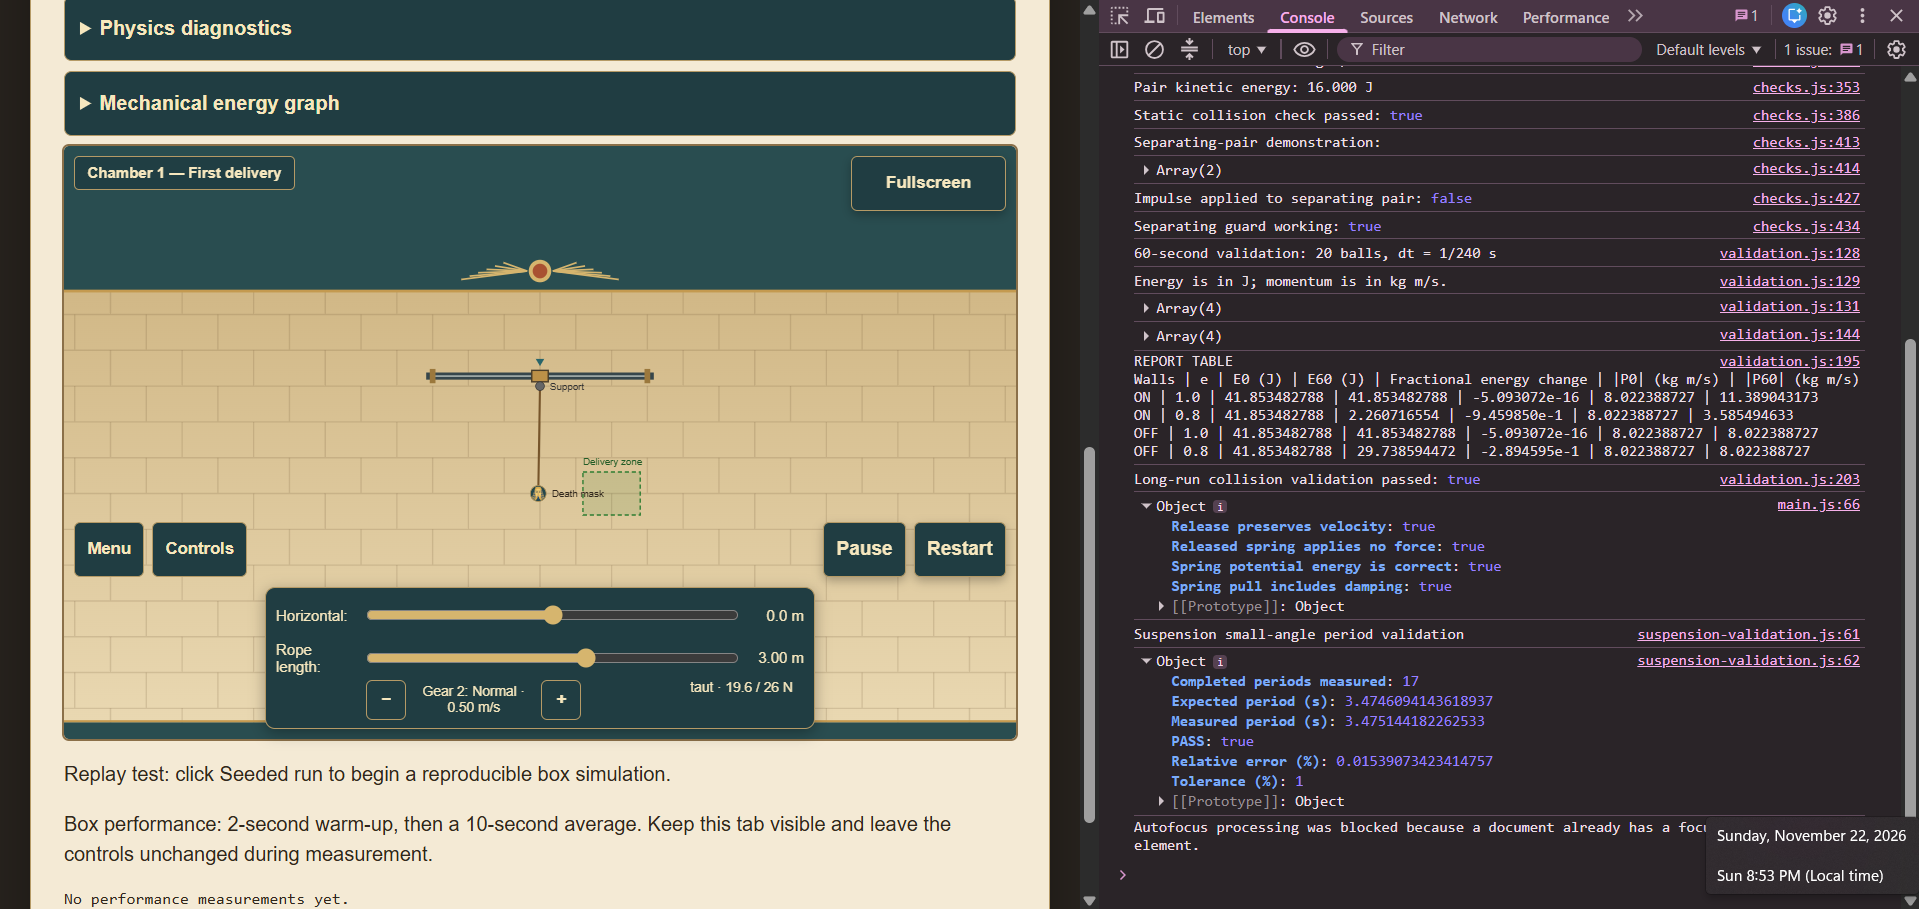 Physics diagnostics
Mechanical energy graph
Chamber 1 — First delivery
Fullscreen
Support
Delivery zone
Death mask
Menu
Controls
Pause
Restart
Horizontal:
0.0 m
Rope length:
3.00 m
−
Gear 2: Normal ·
0.50 m/s
+
taut · 19.6 / 26 N
Replay test: click Seeded run to begin a reproducible box simulation.
Box performance: 2-second warm-up, then a 10-second average. Keep this tab visible and leave the
controls unchanged during measurement.
No performance measurements yet.
Elements Console Sources Network Performance 1
top Filter Default levels 1 issue: 1
Pair kinetic energy: 16.000 J checks.js:353
Static collision check passed: true checks.js:386
Separating-pair demonstration: checks.js:413
Array(2) checks.js:414
Impulse applied to separating pair: false checks.js:427
Separating guard working: true checks.js:434
60-second validation: 20 balls, dt = 1/240 s validation.js:128
Energy is in J; momentum is in kg m/s. validation.js:129
Array(4) validation.js:131
Array(4) validation.js:144
REPORT TABLE validation.js:195
Walls | e | E0 (J) | E60 (J) | Fractional energy change | |P0| (kg m/s) | |P60| (kg m/s)
ON | 1.0 | 41.853482788 | 41.853482788 | -5.093072e-16 | 8.022388727 | 11.389043173
ON | 0.8 | 41.853482788 | 2.260716554 | -9.459850e-1 | 8.022388727 | 3.585494633
OFF | 1.0 | 41.853482788 | 41.853482788 | -5.093072e-16 | 8.022388727 | 8.022388727
OFF | 0.8 | 41.853482788 | 29.738594472 | -2.894595e-1 | 8.022388727 | 8.022388727
Long-run collision validation passed: true validation.js:203
Object i main.js:66
Release preserves velocity: true
Released spring applies no force: true
Spring potential energy is correct: true
Spring pull includes damping: true
[[Prototype]]: Object
Suspension small-angle period validation suspension-validation.js:61
Object i suspension-validation.js:62
Completed periods measured: 17
Expected period (s): 3.4746094143618937
Measured period (s): 3.475144182262533
PASS: true
Relative error (%): 0.01539073423414757
Tolerance (%): 1
[[Prototype]]: Object
Autofocus processing was blocked because a document already has a
element.
Sunday, November 22, 2026
Sun 8:53 PM (Local time)